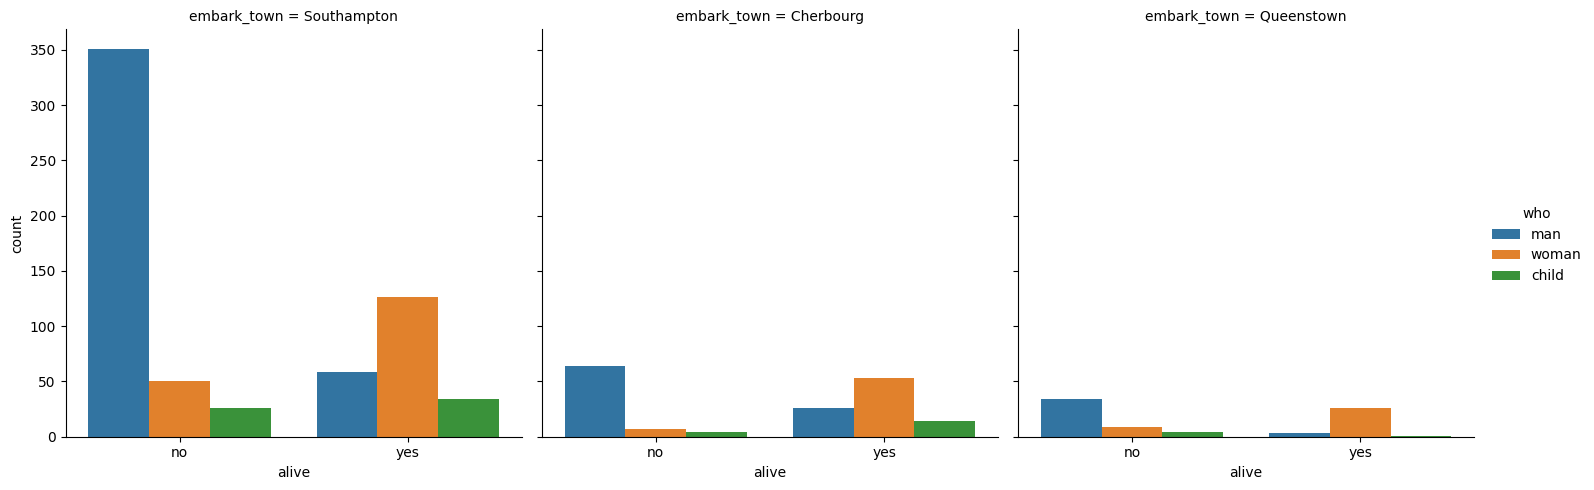 embark_town = Southampton
embark_town = Cherbourg
embark_town = Queenstown
350
300
250
200
150
100
50
0
count
no
yes
no
yes
no
yes
alive
alive
alive
who
man
woman
child